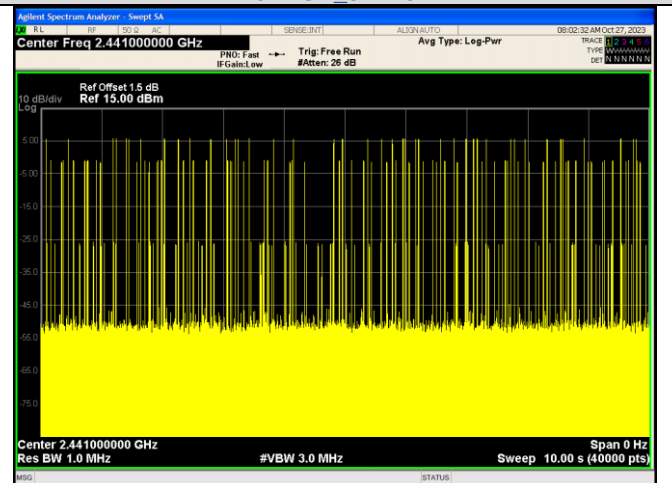 Agilent Spectrum Analyzer - Swept SA
RL RF 50 Ω AC SENSE:INT ALIGN AUTO 08:02:32 AM Oct 27, 2023
Center Freq 2.441000000 GHz
PNO: Fast
IFGain:Low
Trig: Free Run
#Atten: 26 dB
Avg Type: Log-Pwr
TRACE 1 2 3 4 5 6
TYPE
DET N N N N N N
Ref Offset 1.5 dB
10 dB/div Ref 15.00 dBm
Log
5.00
-5.00
-15.0
-25.0
-35.0
-45.0
-55.0
-65.0
-75.0
Center 2.441000000 GHz Span 0 Hz
Res BW 1.0 MHz #VBW 3.0 MHz Sweep 10.00 s (40000 pts)
MSG STATUS